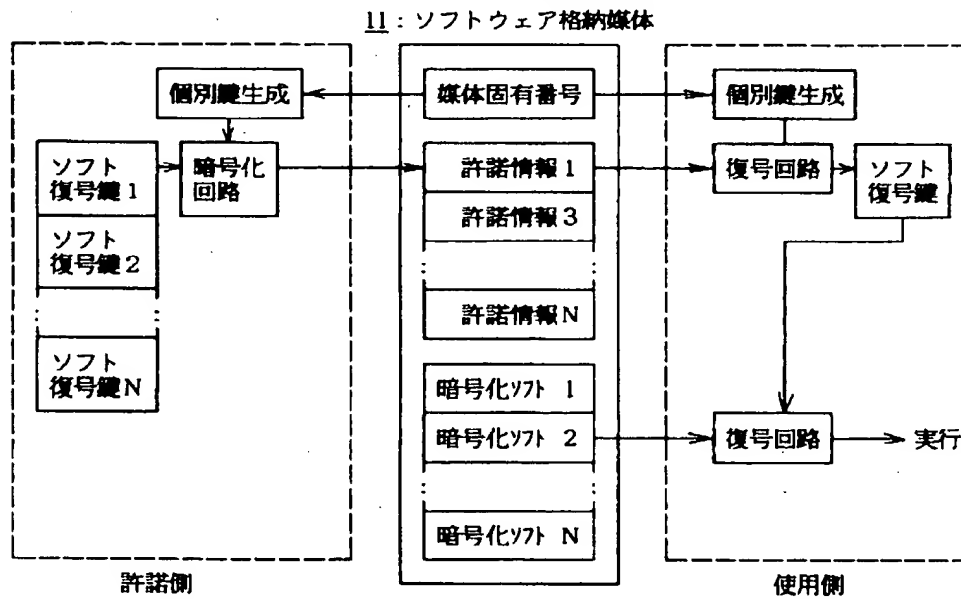 11：ソフトウェア格納媒体
個別鍵生成
媒体固有番号
個別鍵生成
ソフト
復号鍵1
暗号化
回路
許諾情報1
復号回路
ソフト
復号鍵
ソフト
復号鍵2
許諾情報3
許諾情報N
ソフト
復号鍵N
暗号化ソフト 1
暗号化ソフト 2
復号回路
実行
暗号化ソフト N
許諾側
使用側